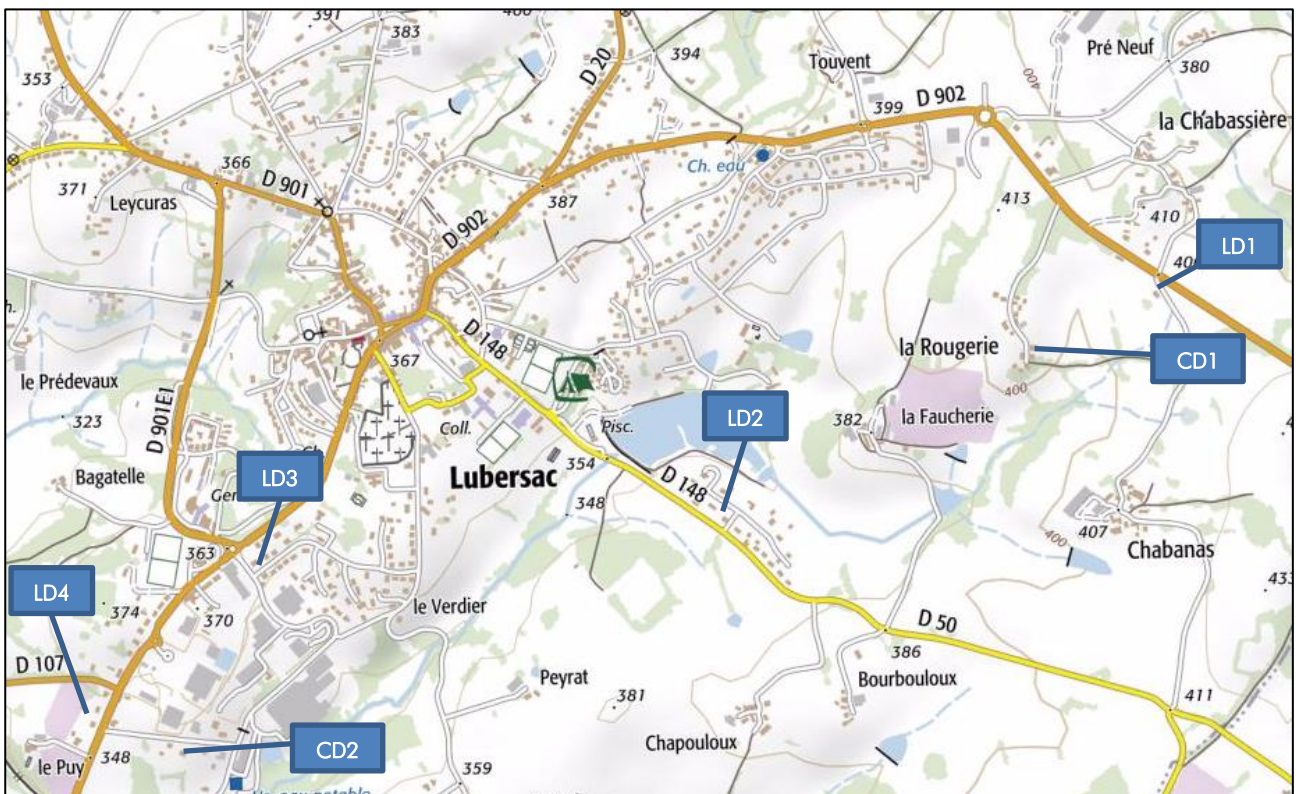 391
400
383
353
D 20
394
Touvent
Pré Neuf
380
399
D 902
400
la Chabassière
Ch. eau
366
D 901
371
Leycuras
387
D 902
413
410
LD1
D 148
367
la Rougerie
CD1
400
le Prédevaux
323
D 901E1
Coll.
Pisc.
LD2
382
la Faucherie
Bagatelle
Lubersac
354
D 148
LD3
348
407
400
Chabanas
433
363
LD4
374
370
le Verdier
D 50
386
D 107
Peyrat
381
Bourbouloux
411
Chapouloux
CD2
348
le Puy
359